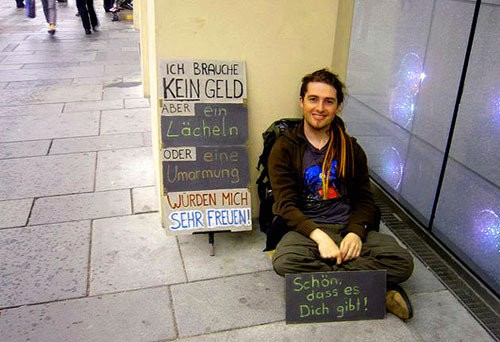 ICH BRAUCHE
KEIN GELD
ABER ein
Lächeln
ODER eine
Umarmung
WÜRDEN MICH
SEHR FREUEN!
Schön,
dass es
Dich gibt!